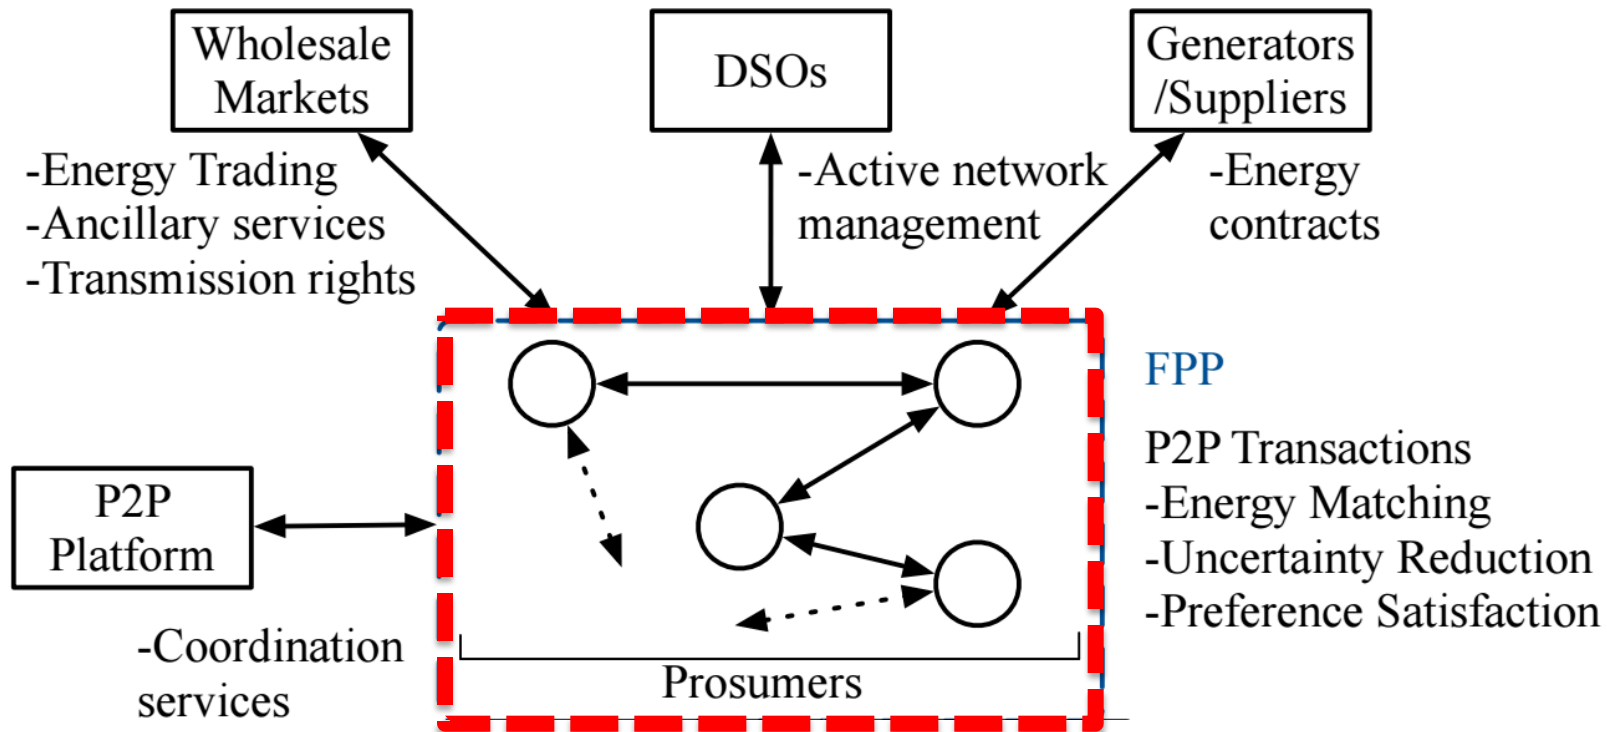 Wholesale
Markets
DSOs
Generators
/Suppliers
-Energy Trading
-Ancillary services
-Transmission rights
-Active network
management
-Energy
contracts
FPP
P2P Transactions
-Energy Matching
-Uncertainty Reduction
-Preference Satisfaction
P2P
Platform
-Coordination
services
Prosumers